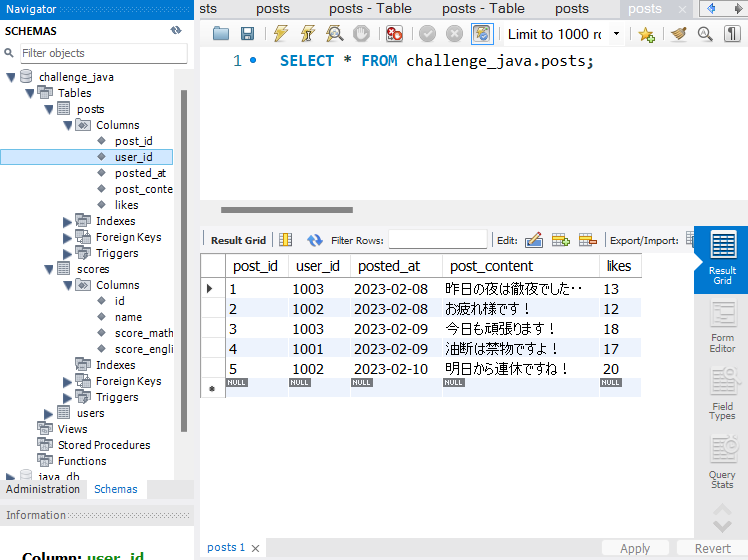 Navigator
SCHEMAS
Filter objects
challenge_java
Tables
posts
Columns
post_id
user_id
posted_at
post_conte
likes
Indexes
Foreign Keys
Triggers
scores
Columns
id
name
score_math
score_engli
Indexes
Foreign Keys
Triggers
users
Views
Stored Procedures
Functions
java_db
Administration Schemas
Information
Column: user_id
sts posts posts - Table posts - Table posts posts
Limit to 1000 ro
1 SELECT * FROM challenge_java.posts;
Result Grid Filter Rows: Edit: Export/Import:
post_id user_id posted_at post_content likes
1 1003 2023-02-08 昨日の夜は徹夜でした・・ 13
2 1002 2023-02-08 お疲れ様です！ 12
3 1003 2023-02-09 今日も頑張ります！ 18
4 1001 2023-02-09 油断は禁物ですよ！ 17
5 1002 2023-02-10 明日から連休ですね！ 20
NULL NULL NULL NULL NULL
Result
Grid
Form
Editor
Field
Types
Query
Stats
posts 1
Apply Revert